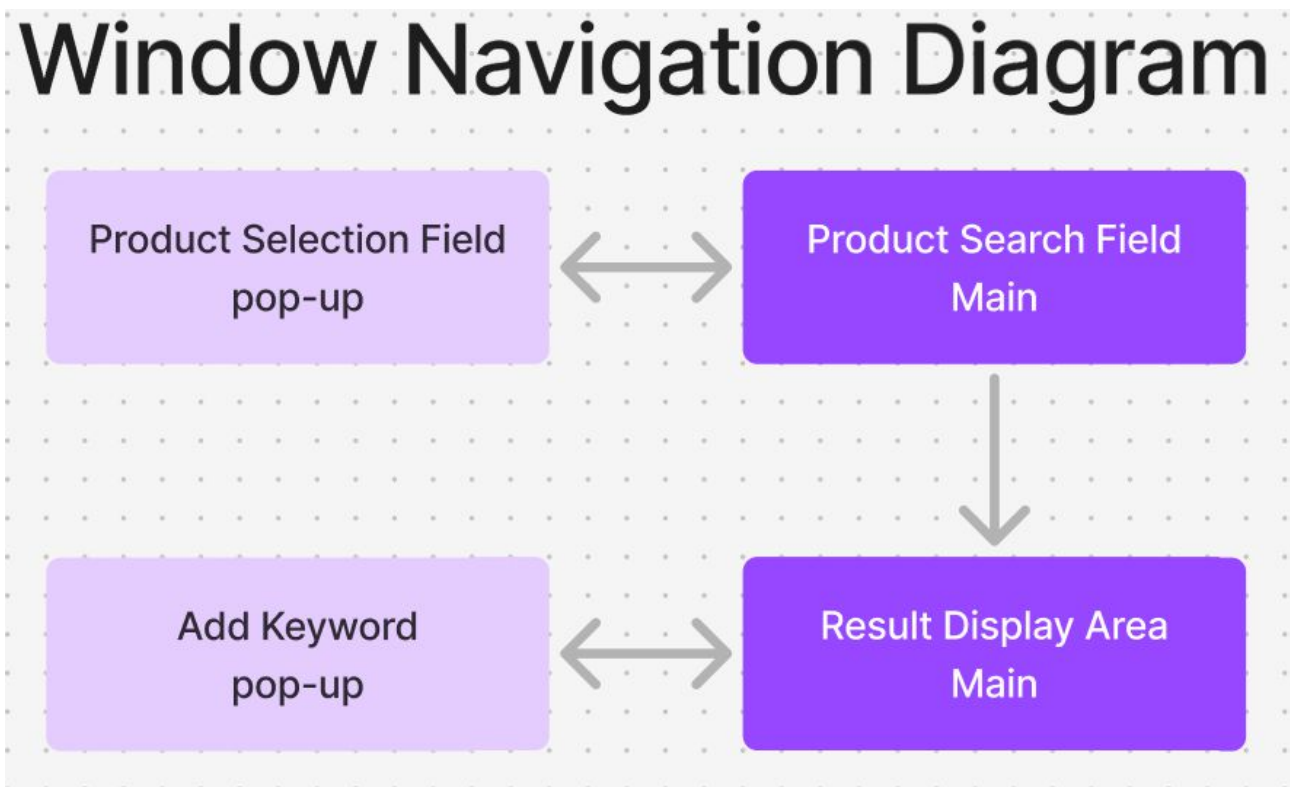 Window Navigation Diagram
Product Selection Field
pop-up
Product Search Field
Main
Add Keyword
pop-up
Result Display Area
Main